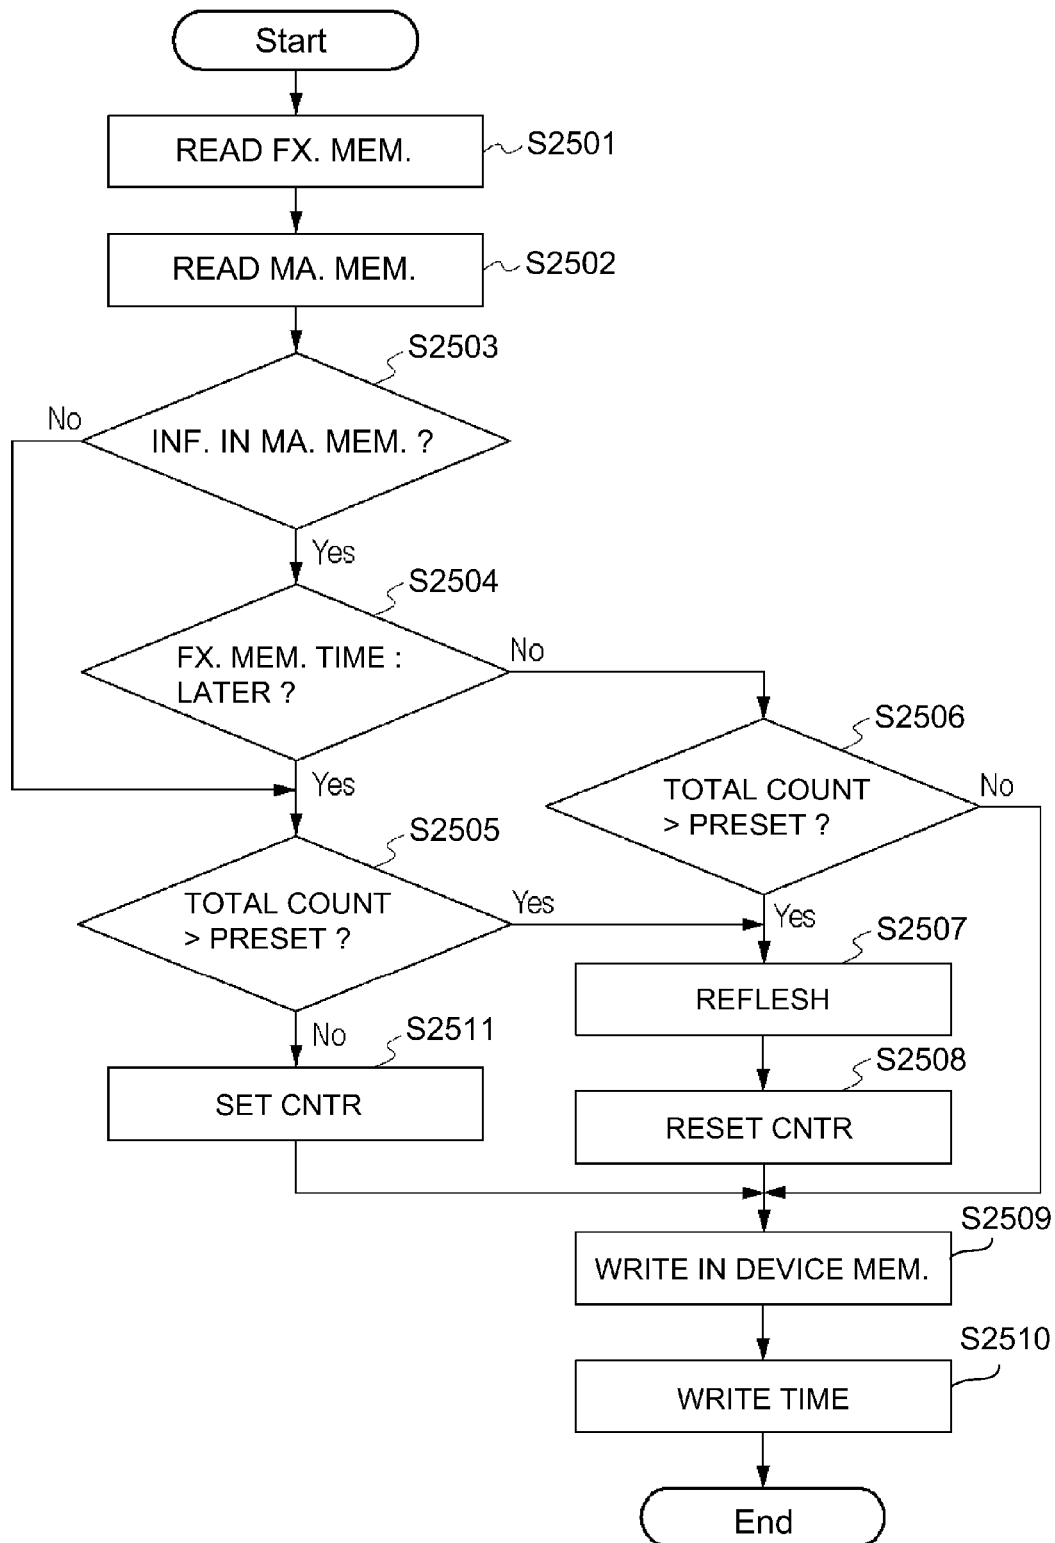 Start
READ FX. MEM.
S2501
READ MA. MEM.
S2502
S2503
No
INF. IN MA. MEM. ?
Yes
S2504
FX. MEM. TIME :
LATER ?
No
Yes
S2506
TOTAL COUNT
> PRESET ?
No
Yes
S2505
TOTAL COUNT
> PRESET ?
Yes
No
S2507
REFLESH
S2511
SET CNTR
S2508
RESET CNTR
S2509
WRITE IN DEVICE MEM.
S2510
WRITE TIME
End